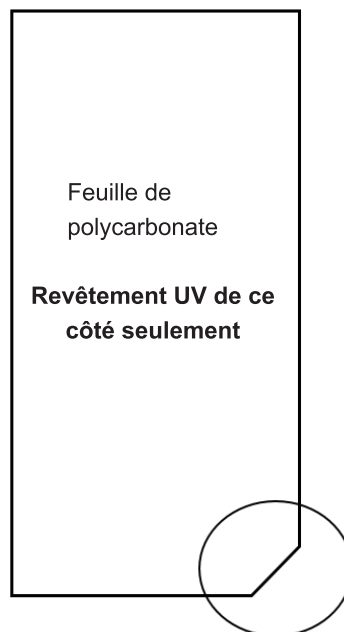 Feuille de
polycarbonate
Revêtement UV de ce
côté seulement